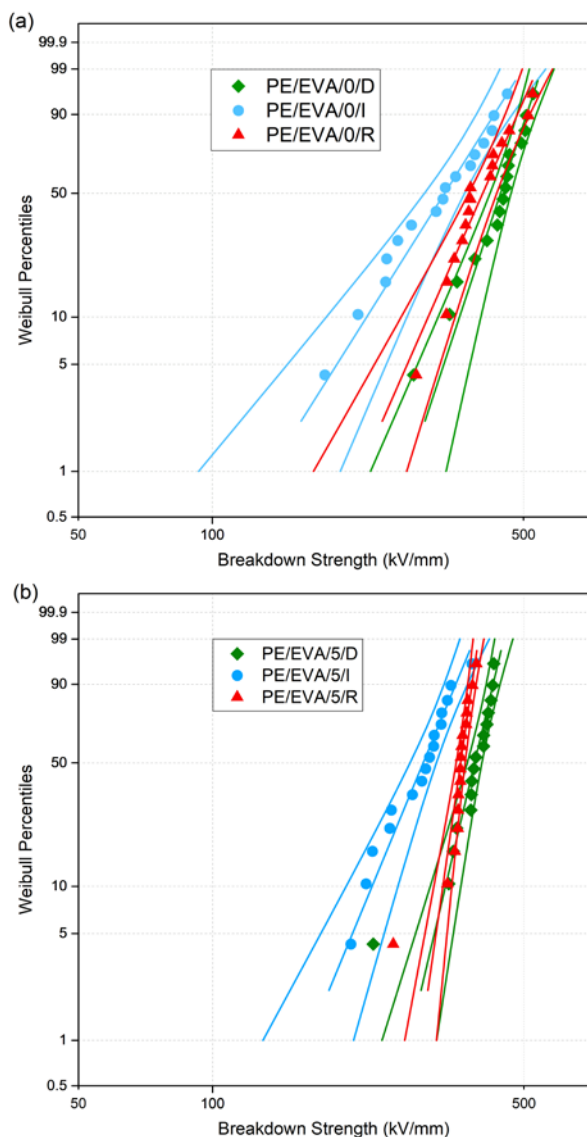 (a)
99.9
99
90
50
10
5
1
0.5
Weibull Percentiles
PE/EVA/0/D
PE/EVA/0/I
PE/EVA/0/R
50 100 500
Breakdown Strength (kV/mm)
(b)
99.9
99
90
50
10
5
1
0.5
Weibull Percentiles
PE/EVA/5/D
PE/EVA/5/I
PE/EVA/5/R
50 100 500
Breakdown Strength (kV/mm)